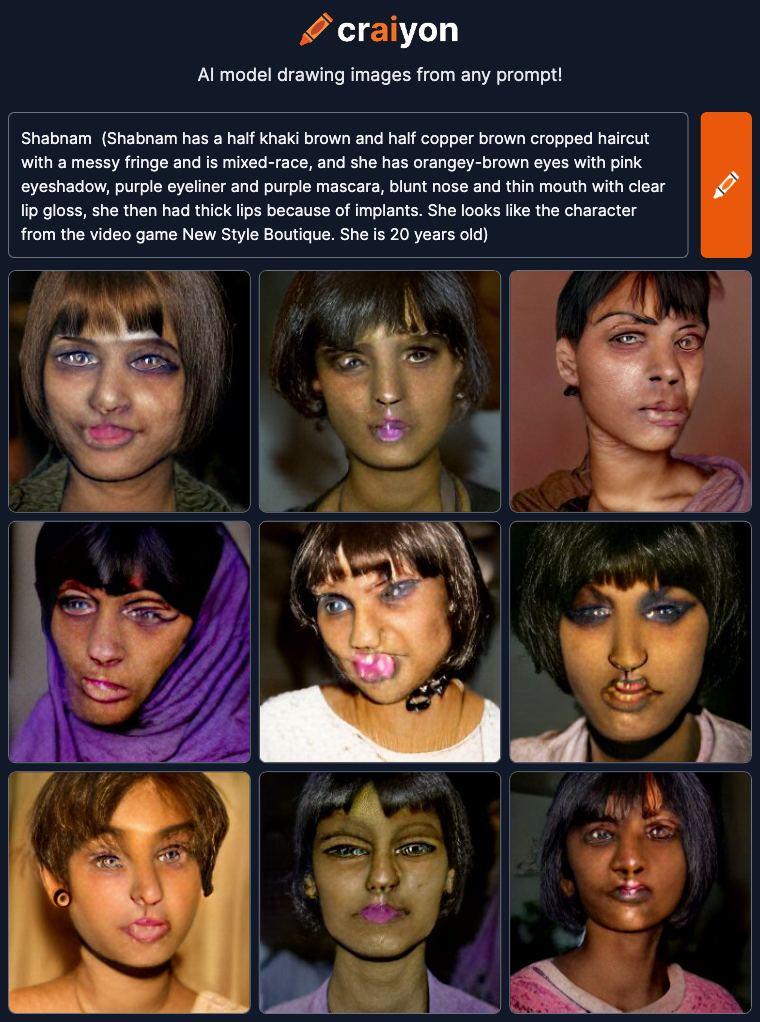 craiyon
AI model drawing images from any prompt!
Shabnam  (Shabnam has a half khaki brown and half copper brown cropped haircut
with a messy fringe and is mixed-race, and she has orangey-brown eyes with pink
eyeshadow, purple eyeliner and purple mascara, blunt nose and thin mouth with clear
lip gloss, she then had thick lips because of implants. She looks like the character
from the video game New Style Boutique. She is 20 years old)